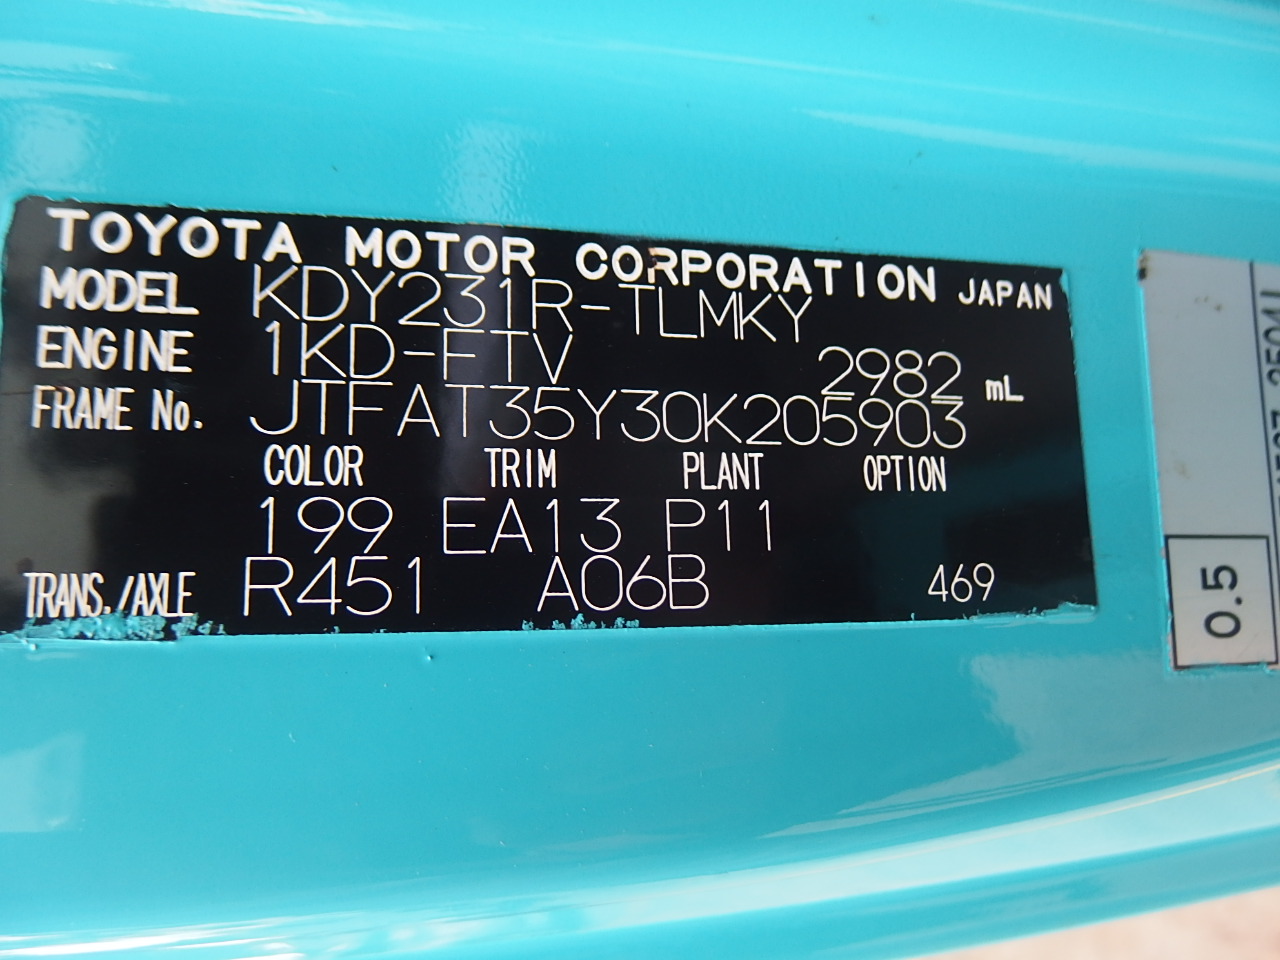 TOYOTA MOTOR CORPORATION JAPAN
MODEL KDY231R-TLMKY
ENGINE 1KD-FTV 2982 mL
FRAME No. JTFAT35Y30K205903
COLOR TRIM PLANT OPTION
199 EA13 P11
TRANS./AXLE R451 A06B 469
0.5